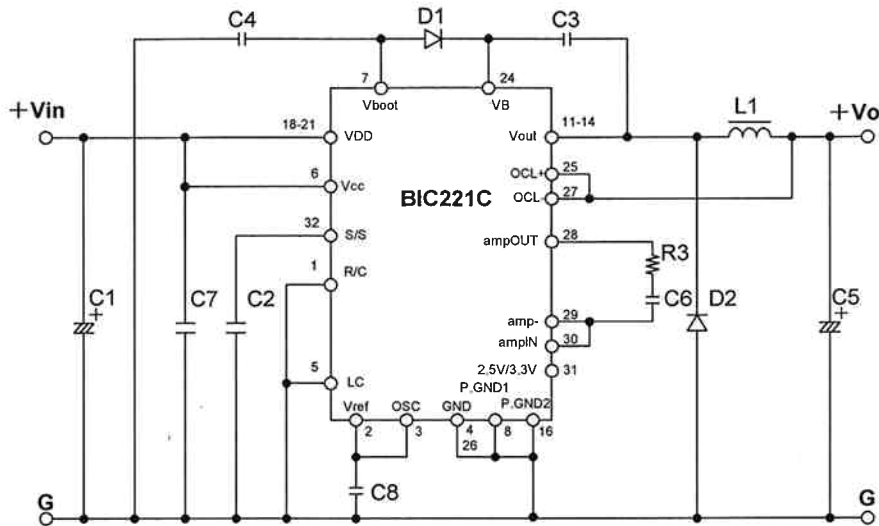 C4 D1 C3
7 24
Vboot VB
+Vin 18-21 VDD Vout 11-14 L1 +Vo
OCL+ 25
6 Vcc BIC221C OCL- 27
32 S/S ampOUT 28
R3
1 R/C
C1 + C7 C2 C6 D2 C5 +
amp- 29
ampIN 30
2,5V/3,3V 31
5 LC P,GND1
Vref OSC GND P,GND2
2 3 4 8 16
26
C8
G G